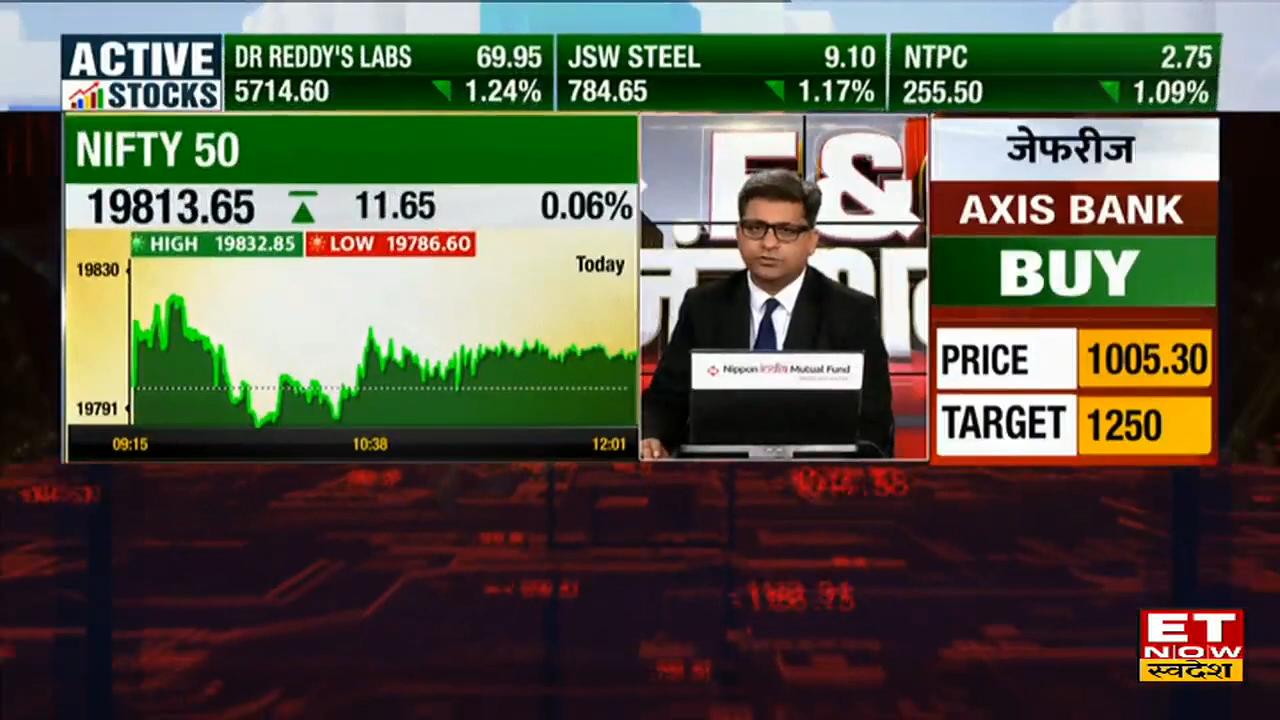 ACTIVE
STOCKS
DR REDDY'S LABS 69.95
5714.60 1.24%
JSW STEEL 9.10
784.65 1.17%
NTPC 2.75
255.50 1.09%
NIFTY 50
19813.65 11.65 0.06%
HIGH 19832.85 LOW 19786.60
Today
19830
19791
09:15 10:38 12:01
E&
Nippon india Mutual Fund
जेफरीज
AXIS BANK
BUY
PRICE 1005.30
TARGET 1250
ET
NOW
स्वदेश